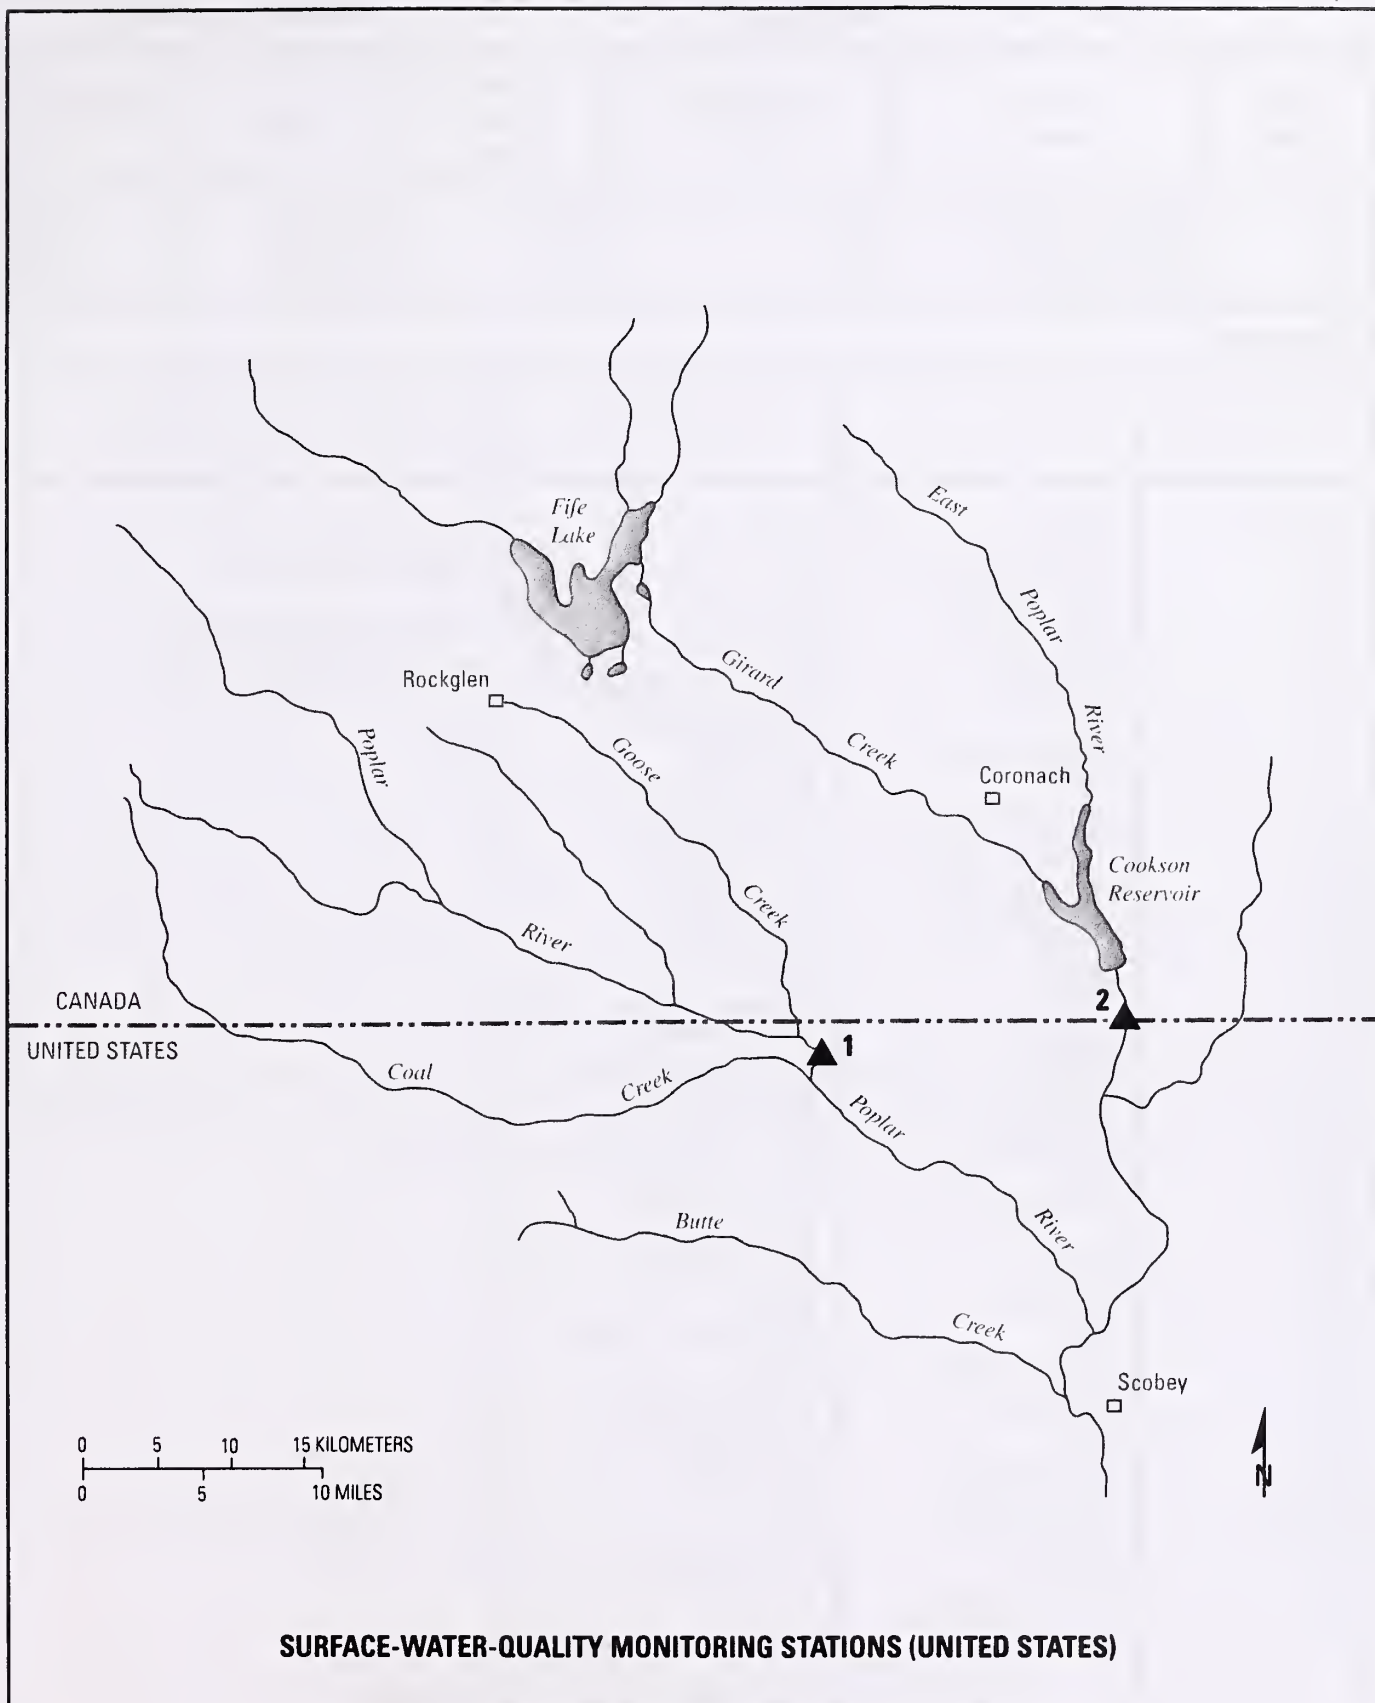 Fife
Lake
East
Poplar
River
Rockglen
Girard
Creek
Goose
Creek
Poplar
River
Coronach
Cookson
Reservoir
CANADA
UNITED STATES
2
1
Coal
Creek
Poplar
River
Butte
Creek
Scobey
0 5 10 15 KILOMETERS
0 5 10 MILES
N
SURFACE-WATER-QUALITY MONITORING STATIONS (UNITED STATES)